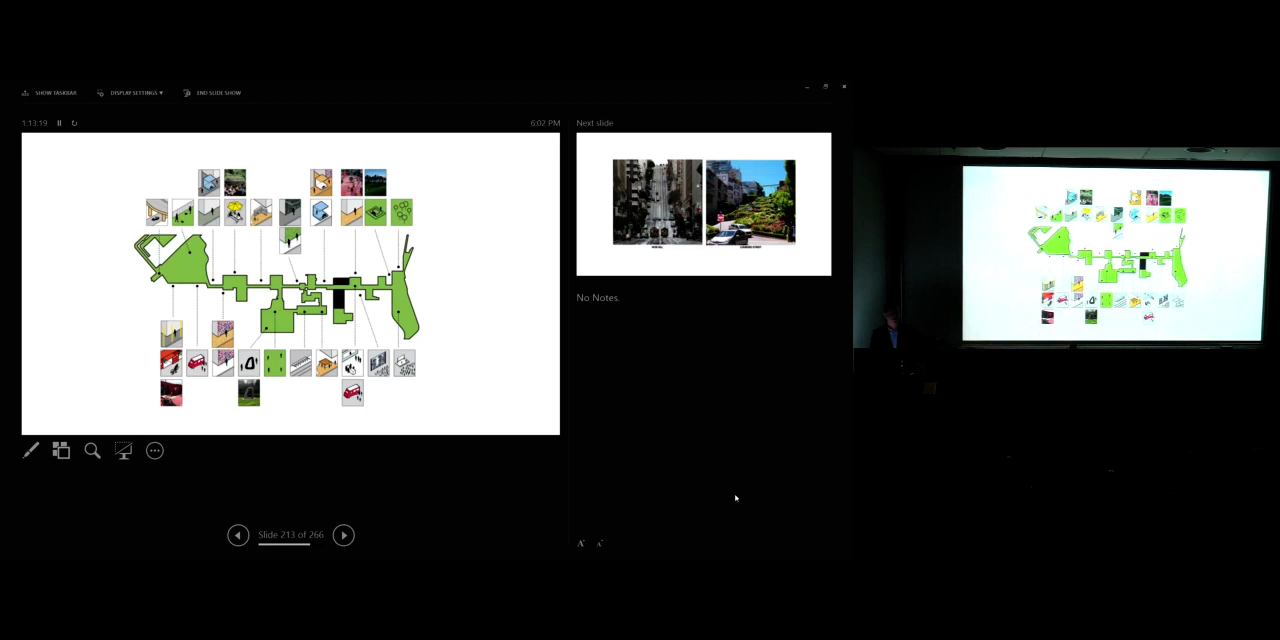 SHOW TASKBAR
DISPLAY SETTINGS ▼
END SLIDE SHOW
1:13:19
6:02 PM
Next slide
No Notes.
Slide 213 of 266
A
A